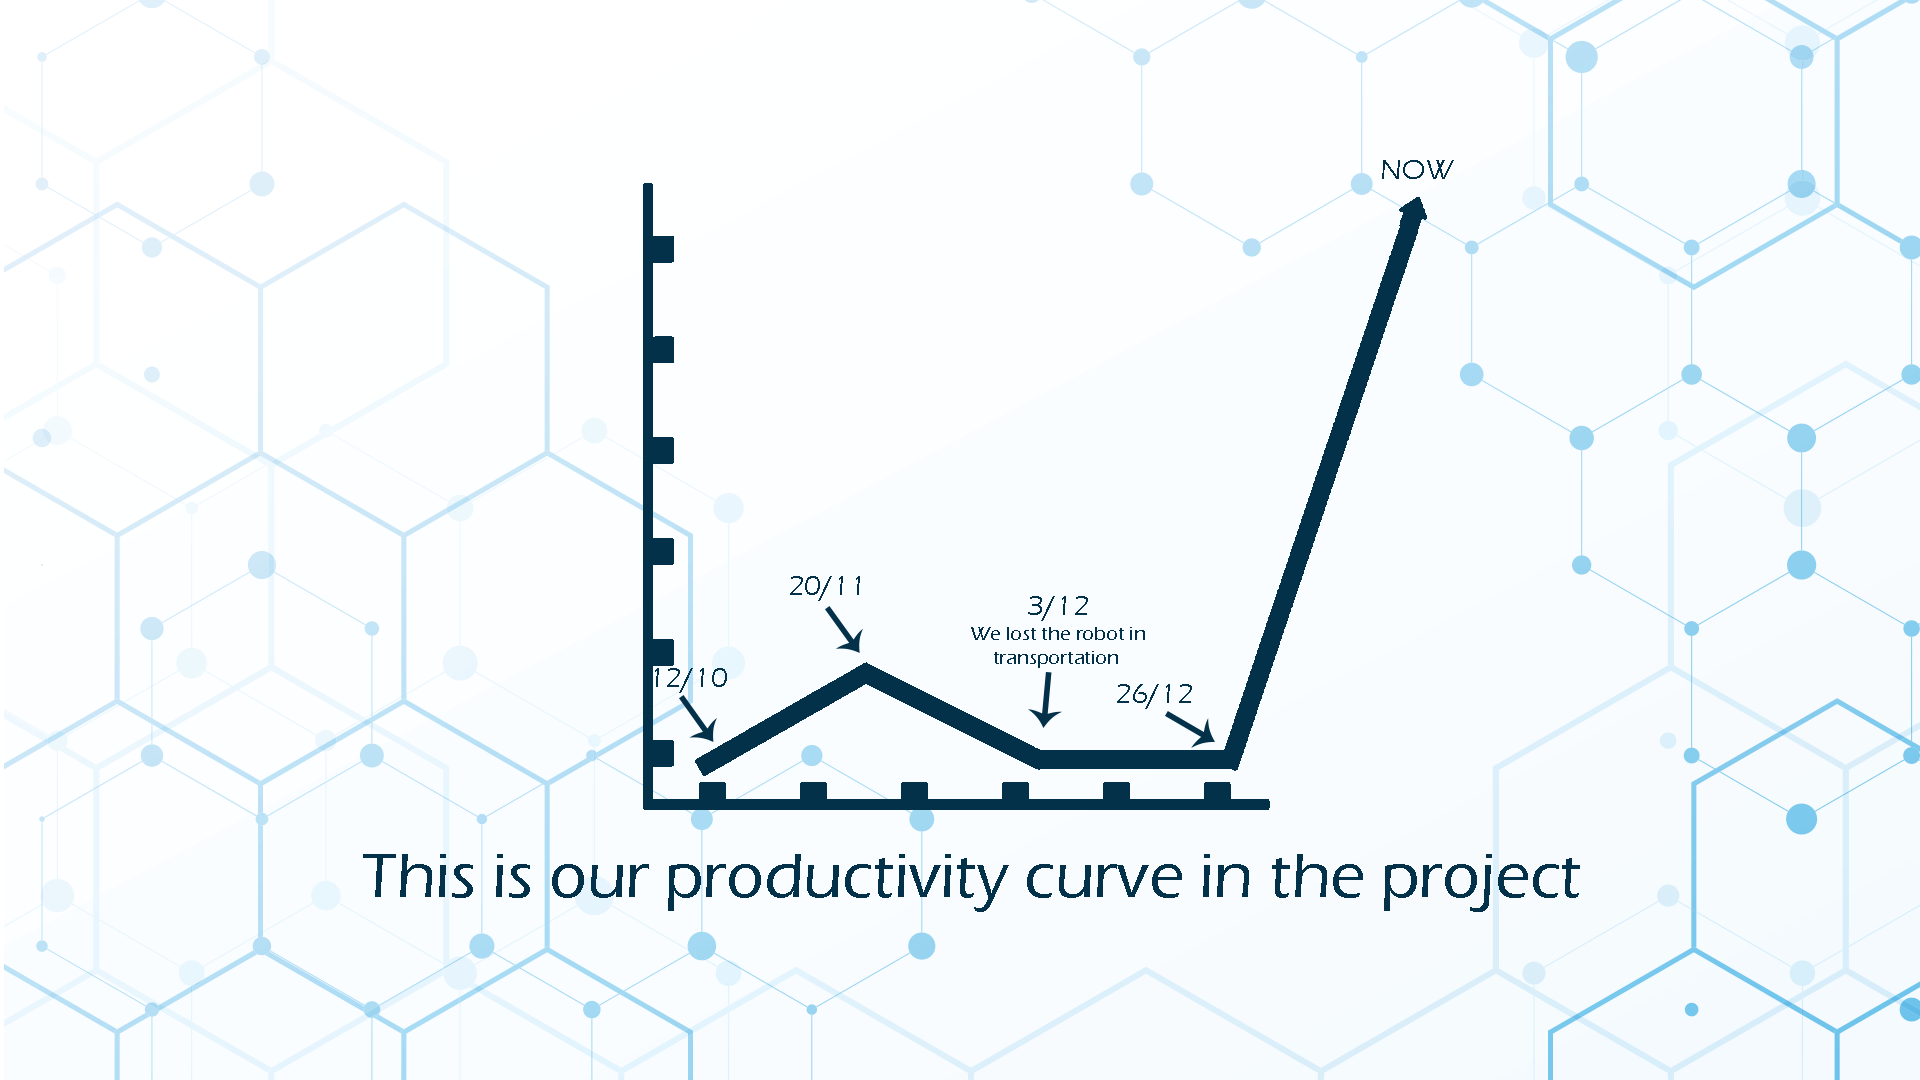 NOW
20/11
3/12
We lost the robot in
transportation
12/10
26/12
This is our productivity curve in the project